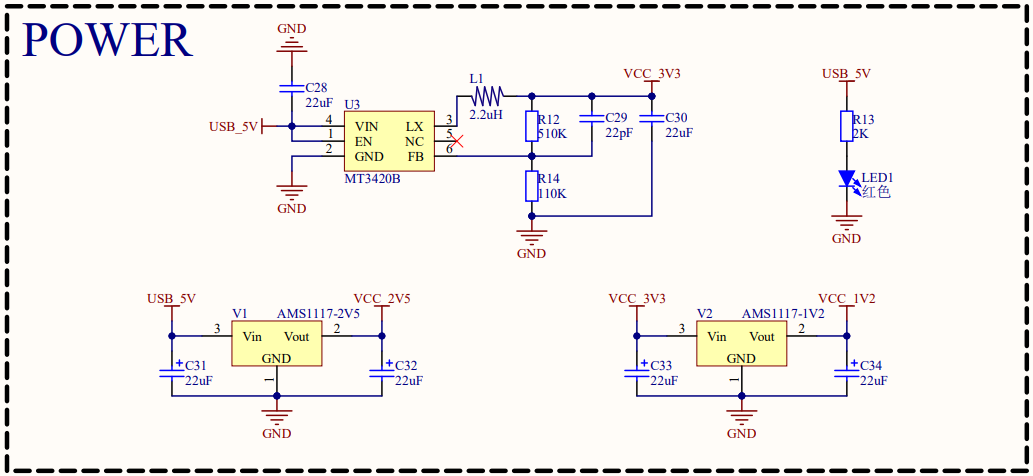 POWER
GND
C28
22uF
USB_5V
U3
4
VIN
1
EN
2
GND
LX
3
NC
5
FB
6
MT3420B
GND
L1
2.2uH
VCC_3V3
R12
510K
C29
22pF
C30
22uF
R14
110K
GND
USB_5V
R13
2K
LED1
红色
GND
USB_5V
VCC_2V5
V1
AMS1117-2V5
3
Vin
Vout
2
GND
1
C31
22uF
C32
22uF
GND
VCC_3V3
VCC_1V2
V2
AMS1117-1V2
3
Vin
Vout
2
GND
1
C33
22uF
C34
22uF
GND